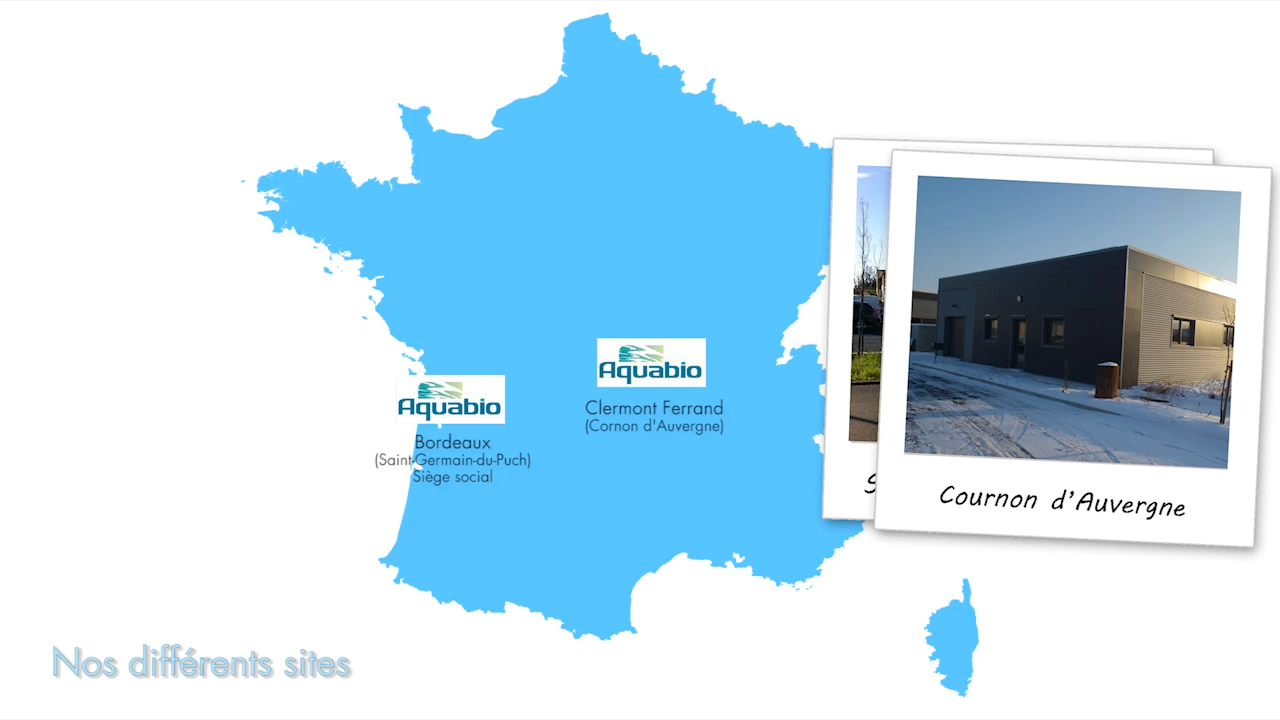 Aquabio
Clermont Ferrand
(Cornon d'Auvergne)
Aquabio
Bordeaux
(Saint-Germain-du-Puch)
Siège social
Cournon d'Auvergne
Nos différents sites